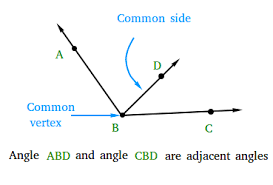 Common side
A
D
Common
vertex
B
C
Angle ABD and angle CBD are adjacent angles